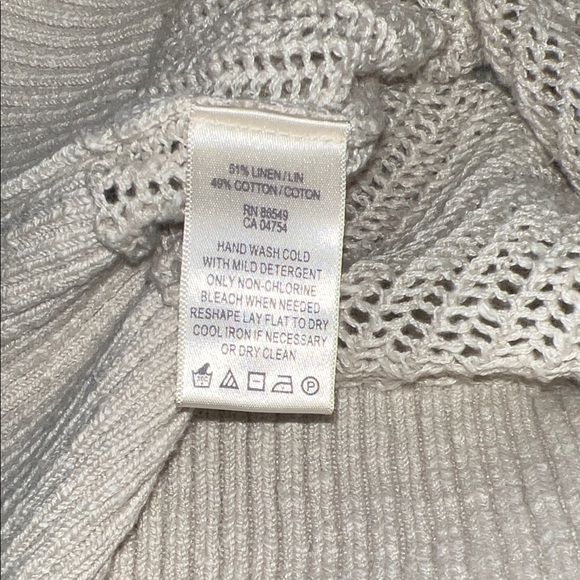 51% LINEN/LIN
49% COTTON/COTON
RN 86549
CA 04754
HAND WASH COLD
WITH MILD DETERGENT
ONLY NON-CHLORINE
BLEACH WHEN NEEDED
RESHAPE LAY FLAT TO DRY
COOL IRON IF NECESSARY
OR DRY CLEAN
P